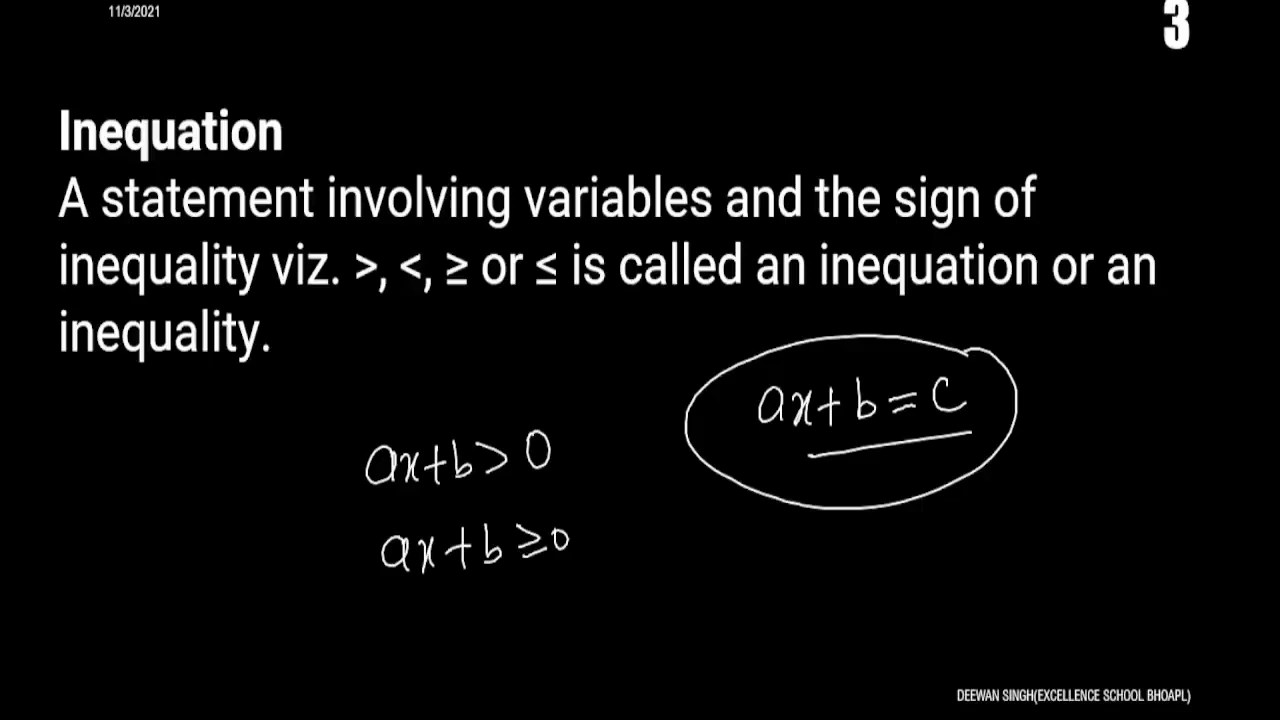 11/3/2021
3
Inequation
A statement involving variables and the sign of
inequality viz. >, <, ≥ or ≤ is called an inequation or an
inequality.
ax+b=c
ax+b>0
ax+b≥0
DEEWAN SINGH(EXCELLENCE SCHOOL BHOAPL)